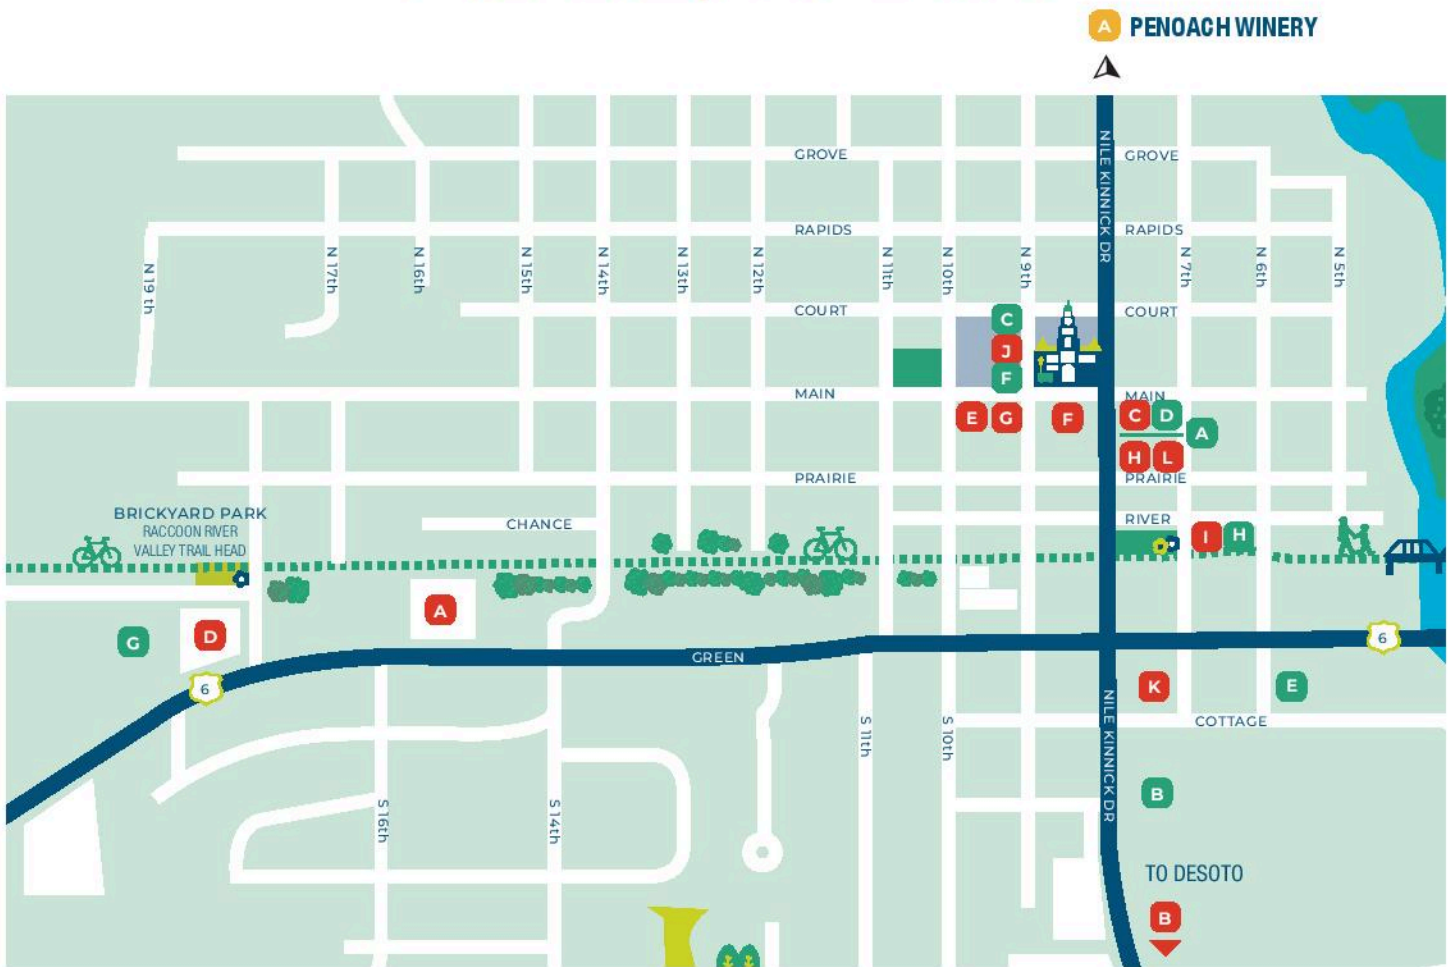 A PENOACH WINERY
NILE KINNICK DR
GROVE
GROVE
RAPIDS
RAPIDS
N 19 th
N 17th
N 16th
N 15th
N 14th
N 13th
N 12th
N 11th
N 10th
N 9th
N 7th
N 6th
N 5th
COURT
COURT
C
J
F
MAIN
MAIN
E G F C D
A
H L
PRAIRIE
PRAIRIE
BRICKYARD PARK
RACCOON RIVER
VALLEY TRAIL HEAD
CHANCE
RIVER
I H
A
G D
GREEN
6
6
K E
NILE KINNICK DR
COTTAGE
S 11th
S 10th
S 16th
S 14th
B
TO DESOTO
B